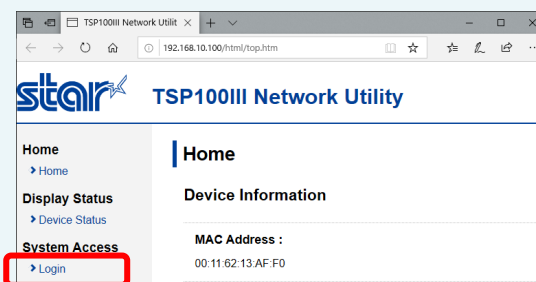 TSP100III Network Utilit
192.168.10.100/html/top.htm
star
TSP100III Network Utility
Home
Home
Display Status
Device Status
System Access
Login
Home
Device Information
MAC Address :
00:11:62:13:AF:F0